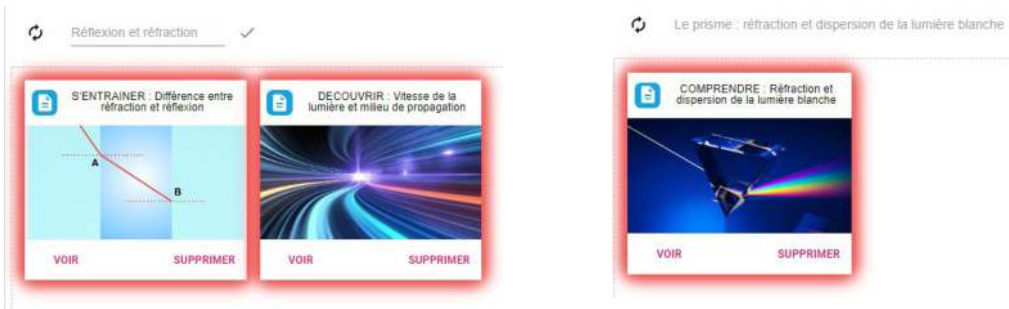 Réflexion et réfraction
S'ENTRAINER : Différence entre
réfraction et réflexion
A
B
VOIR SUPPRIMER
DECOUVRIR : Vitesse de la
lumière et milieu de propagation
VOIR SUPPRIMER
Le prisme : réfraction et dispersion de la lumière blanche
COMPRENDRE : Réfraction et
dispersion de la lumière blanche
VOIR SUPPRIMER